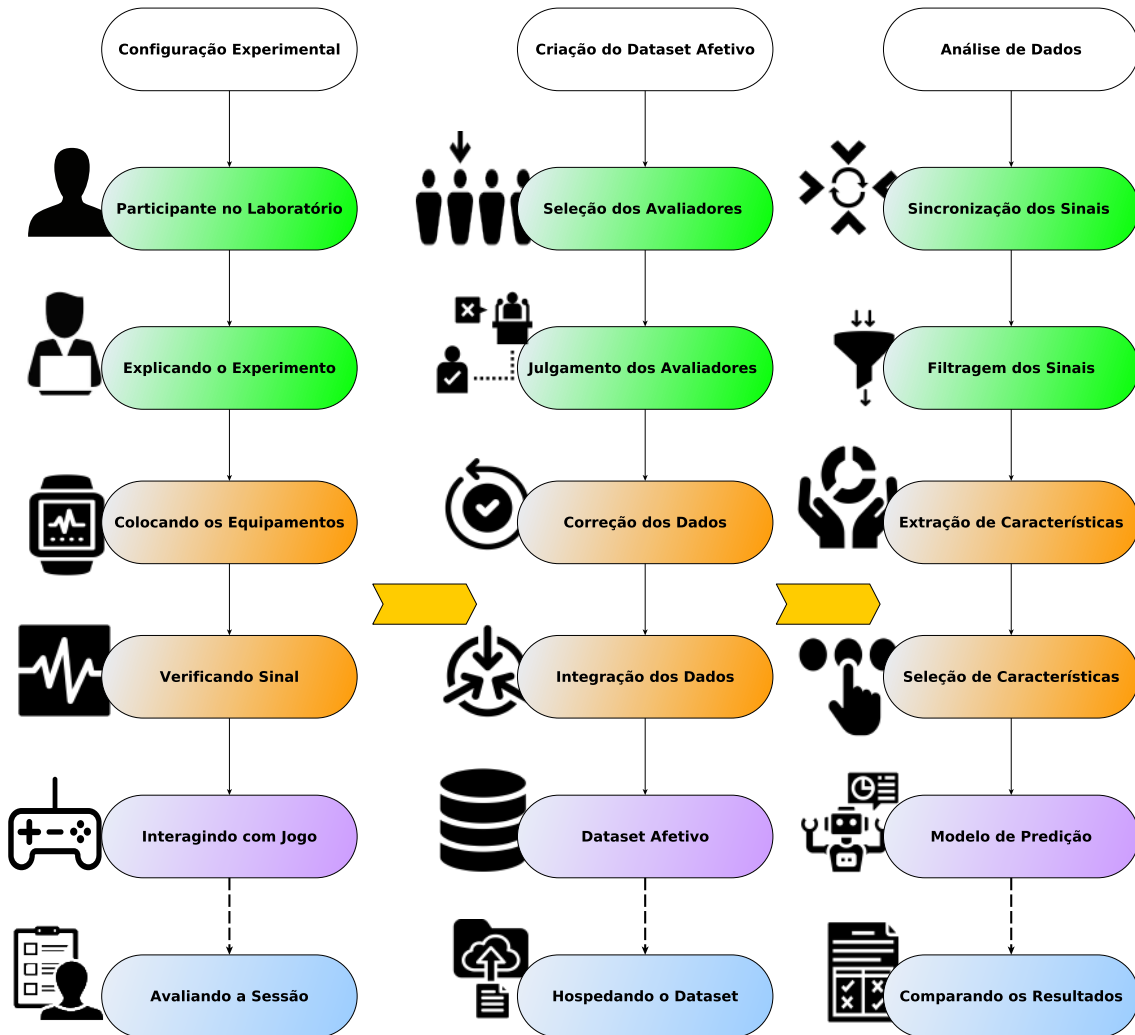 Configuração Experimental
Participante no Laboratório
Explicando o Experimento
Colocando os Equipamentos
Verificando Sinal
Interagindo com Jogo
Avaliando a Sessão
Criação do Dataset Afetivo
Seleção dos Avaliadores
Julgamento dos Avaliadores
Correção dos Dados
Integração dos Dados
Dataset Afetivo
Hospedando o Dataset
Análise de Dados
Sincronização dos Sinais
Filtragem dos Sinais
Extração de Características
Seleção de Características
Modelo de Predição
Comparando os Resultados